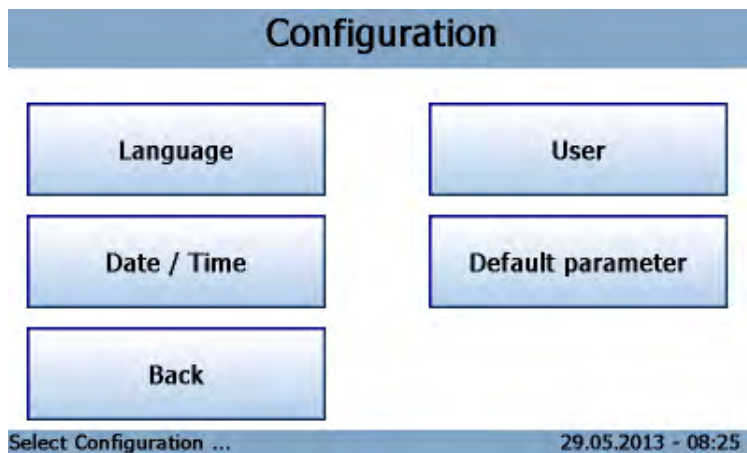 Configuration
Language
User
Date / Time
Default parameter
Back
Select Configuration ...
29.05.2013 - 08:25